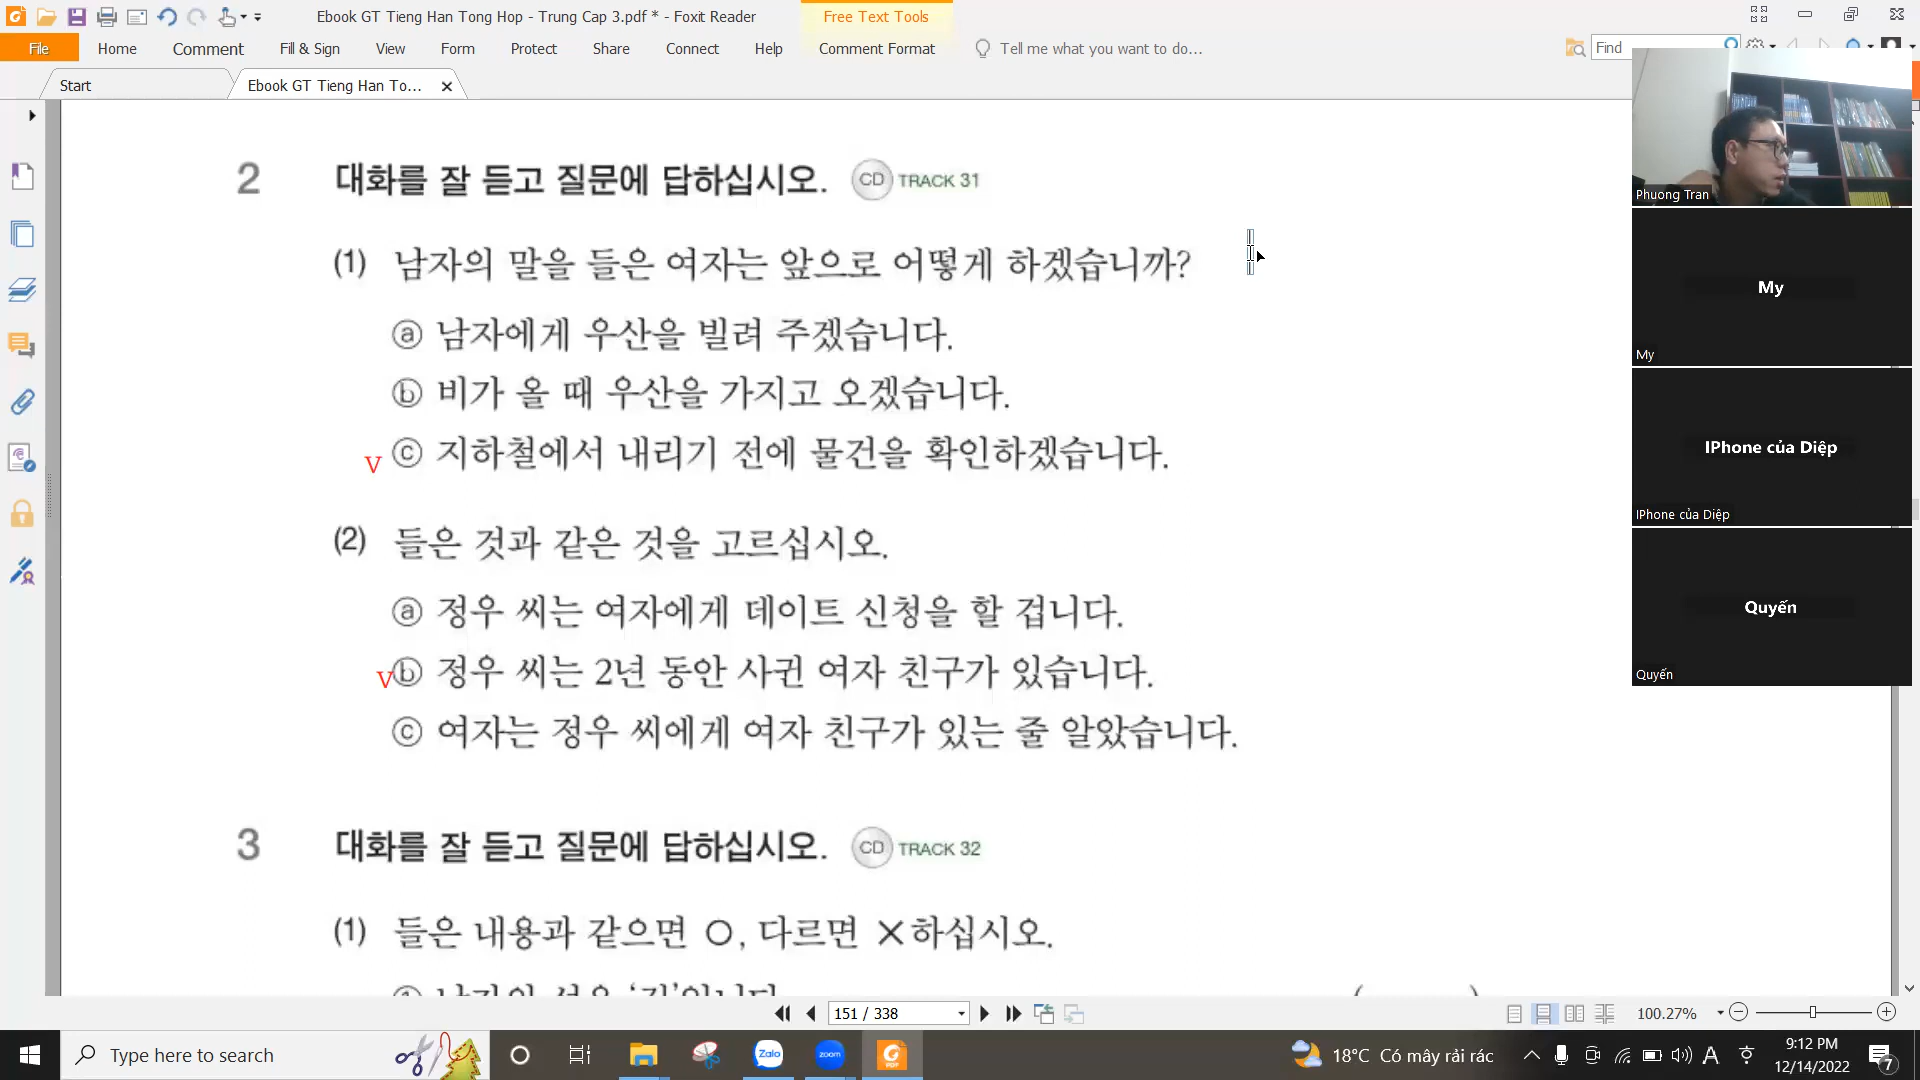 Ebook GT Tieng Han Tong Hop - Trung Cap 3.pdf * - Foxit Reader
Free Text Tools
File Home Comment Fill & Sign View Form Protect Share Connect Help Comment Format Tell me what you want to do... Find
Start Ebook GT Tieng Han To...
2 대화를 잘 듣고 질문에 답하십시오. CD TRACK 31
(1) 남자의 말을 들은 여자는 앞으로 어떻게 하겠습니까?
ⓐ 남자에게 우산을 빌려 주겠습니다.
ⓑ 비가 올 때 우산을 가지고 오겠습니다.
V ⓒ 지하철에서 내리기 전에 물건을 확인하겠습니다.
(2) 들은 것과 같은 것을 고르십시오.
ⓐ 정우 씨는 여자에게 데이트 신청을 할 겁니다.
V ⓑ 정우 씨는 2년 동안 사귄 여자 친구가 있습니다.
ⓒ 여자는 정우 씨에게 여자 친구가 있는 줄 알았습니다.
3 대화를 잘 듣고 질문에 답하십시오. CD TRACK 32
(1) 들은 내용과 같으면 ○, 다르면 ×하십시오.
Phuong Tran
My
My
IPhone của Diệp
IPhone của Diệp
Quyến
Quyến
151 / 338
100.27%
Type here to search
Zalo
zoom
18°C Có mây rải rác
A
9:12 PM
12/14/2022
7